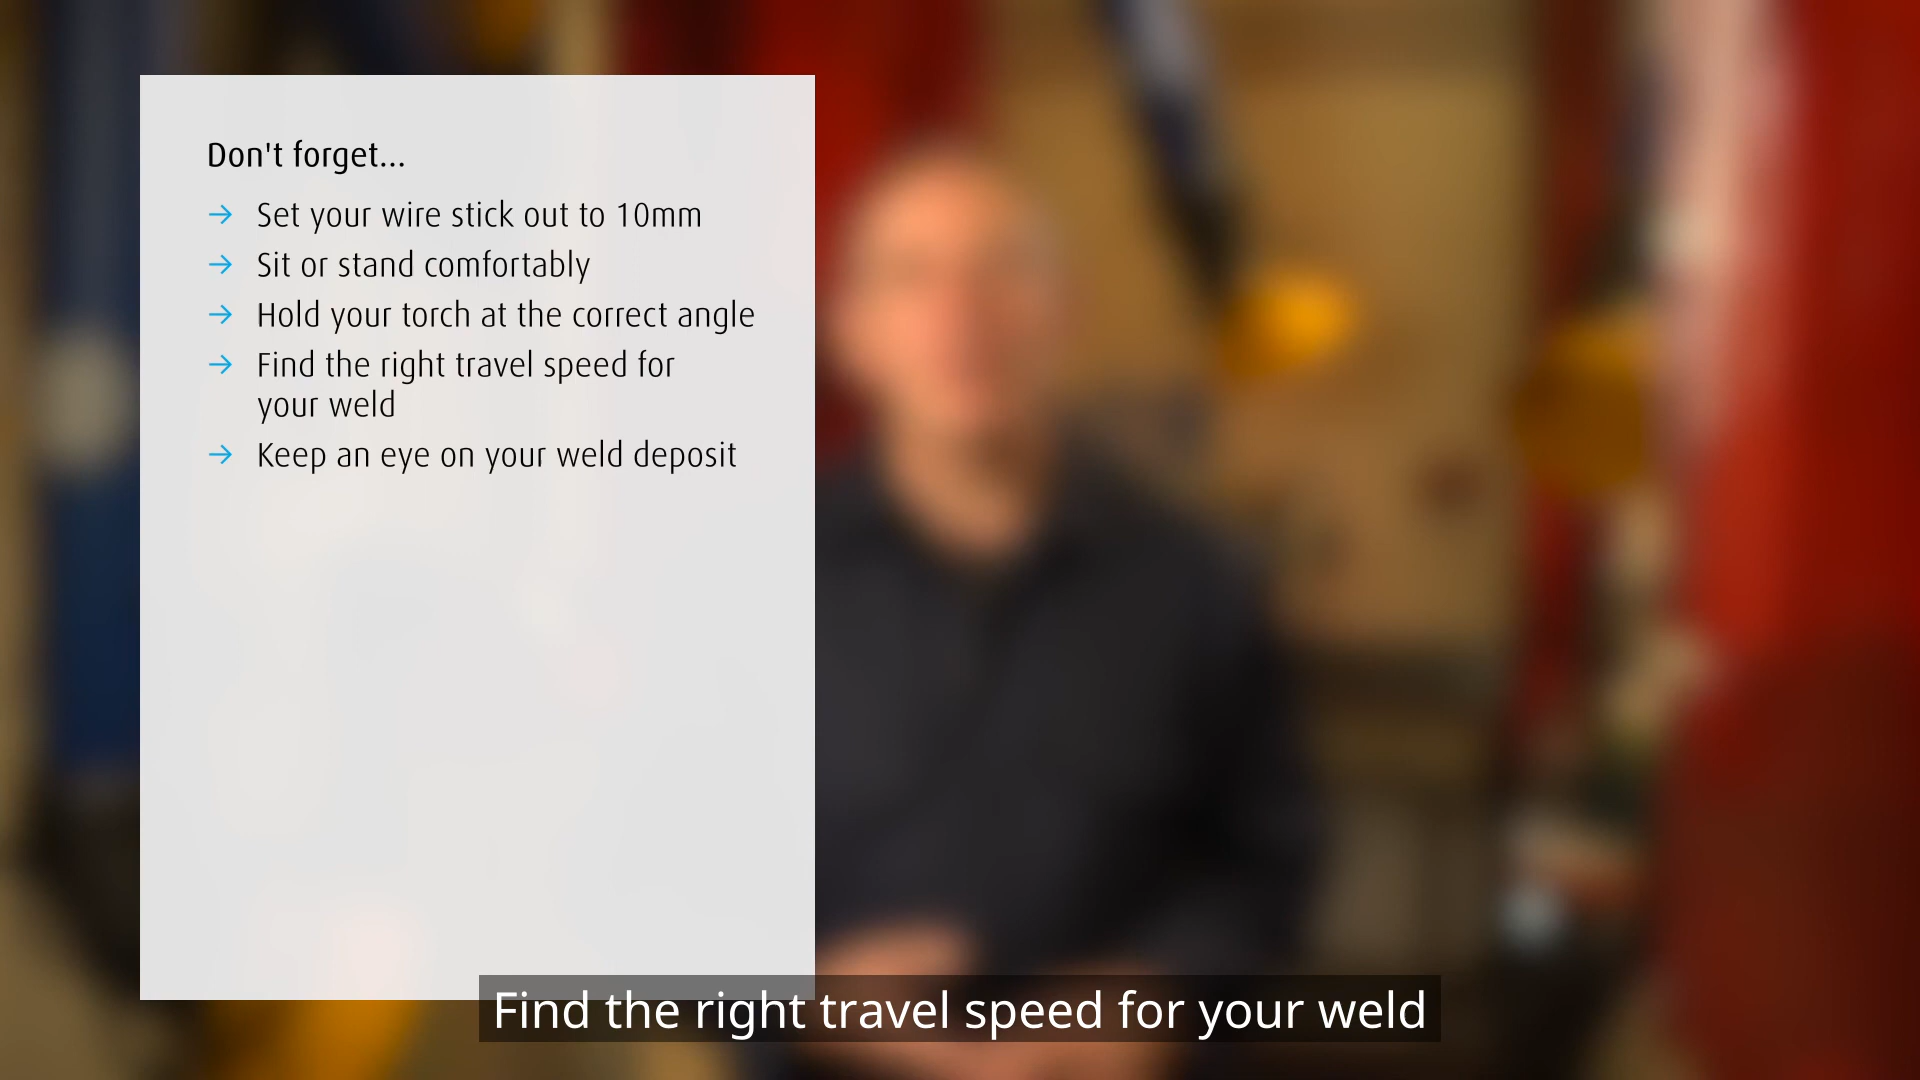 Don't forget...
→ Set your wire stick out to 10mm
→ Sit or stand comfortably
→ Hold your torch at the correct angle
→ Find the right travel speed for
your weld
→ Keep an eye on your weld deposit
Find the right travel speed for your weld